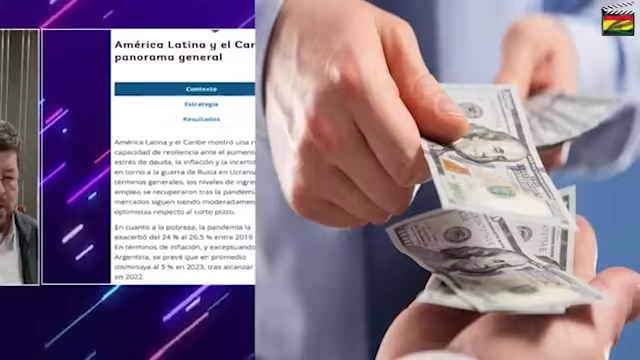 América Latina y el Car
panorama general
Contexto
Estrategia
Resultados
América Latina y el Caribe mostró una r
capacidad de resiliencia ante el aumento
estrés de deuda, la inflación y la incertid
en torno a la guerra de Rusia en Ucrania
términos generales, los niveles de ingre
empleo se recuperaron tras la pandemia
mercados siguen siendo moderadamen
optimistas respecto al corto plazo.
En cuanto a la pobreza, la pandemia la
exacerbó del 24 % al 26,5 % entre 2019
En términos de inflación, y exceptuando
Argentina, se prevé que en promedio
disminuya al 5 % en 2023, tras alcanzar
en 2022.